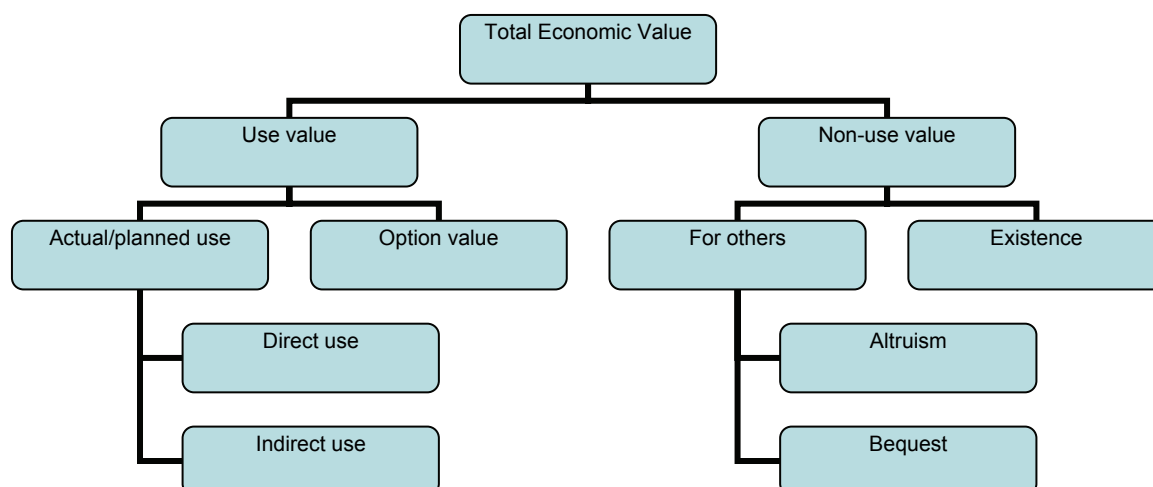 Total Economic Value
Use value
Non-use value
Actual/planned use
Option value
For others
Existence
Direct use
Altruism
Indirect use
Bequest